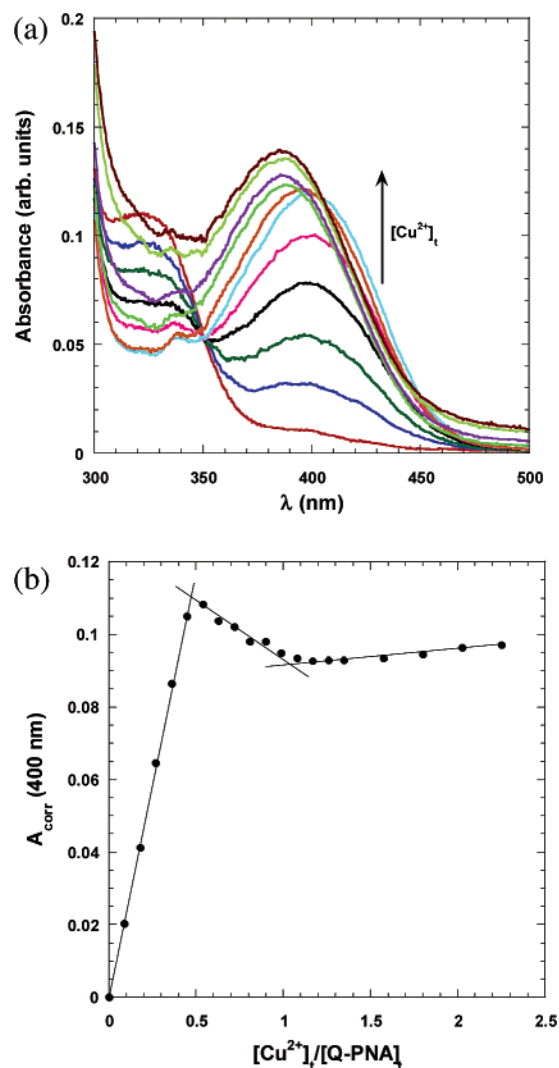 (a)
0.2
0.15
0.1
0.05
0
Absorbance (arb. units)
[Cu²⁺]ₜ
300 350 400 450 500
λ (nm)
(b)
0.12
0.1
0.08
0.06
0.04
0.02
0
A_corr (400 nm)
0 0.5 1 1.5 2 2.5
[Cu²⁺]ₜ/[Q-PNA]ₜ